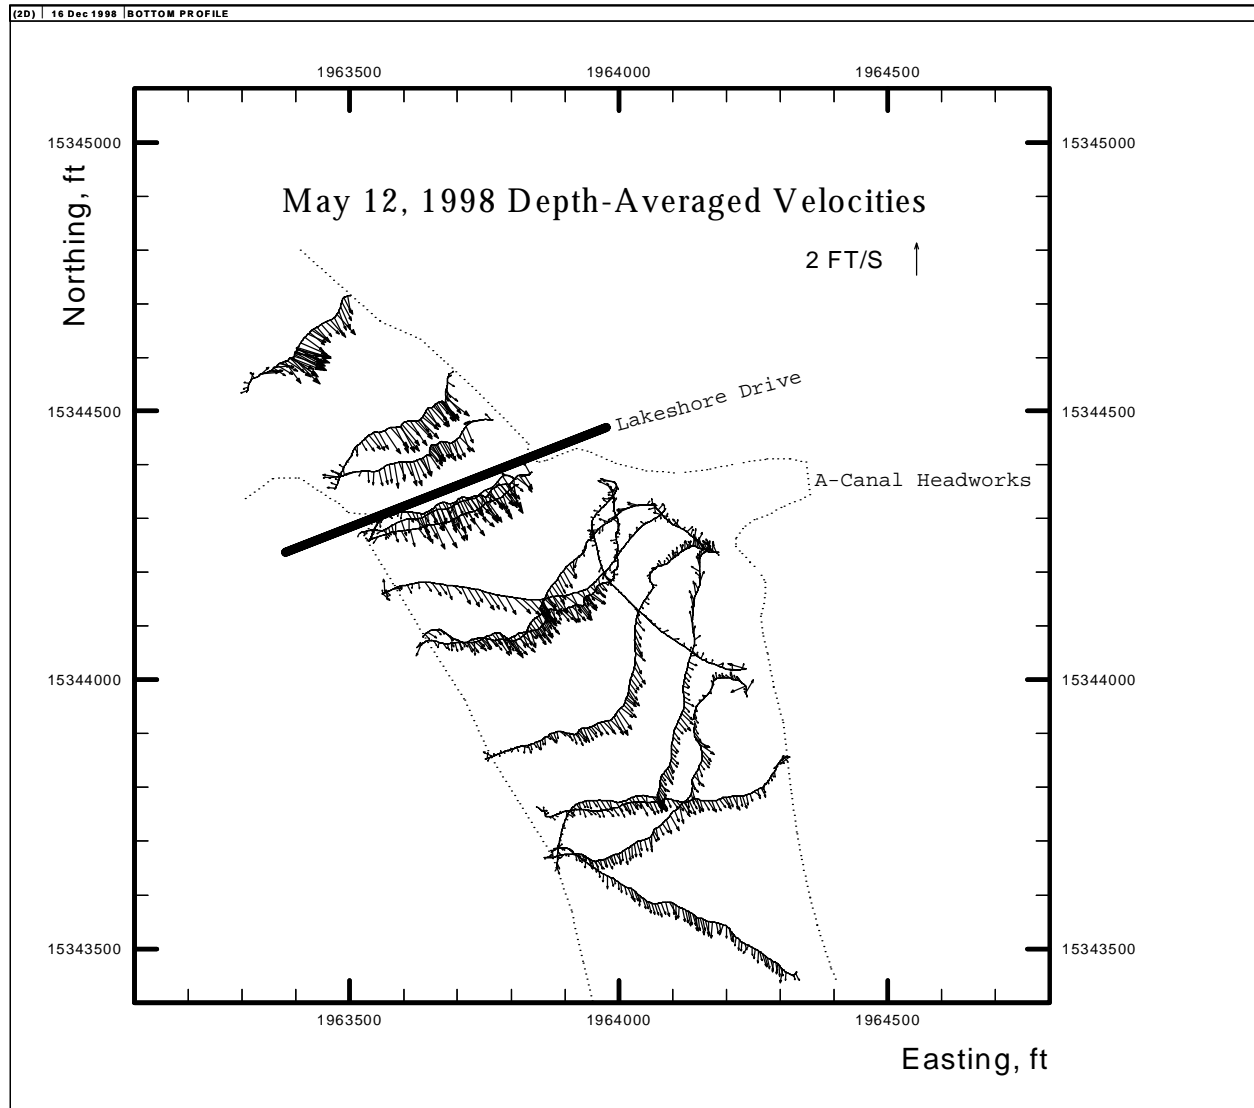 (2D) 16 Dec 1998 BOTTOM PROFILE
1963500 1964000 1964500
15345000 15345000
Northing, ft
May 12, 1998 Depth-Averaged Velocities
2 FT/S
Lakeshore Drive
15344500 15344500
A-Canal Headworks
15344000 15344000
15343500 15343500
1963500 1964000 1964500
Easting, ft